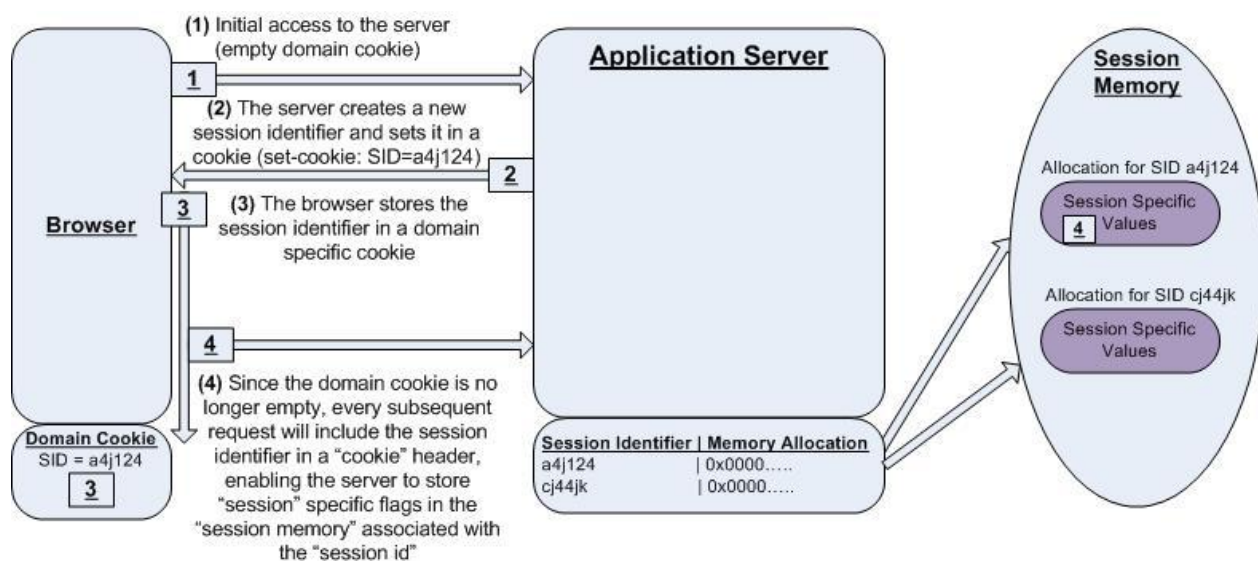 (1) Initial access to the server
(empty domain cookie)
1
(2) The server creates a new
session identifier and sets it in a
cookie (set-cookie: SID=a4j124)
2
3
(3) The browser stores the
session identifier in a domain
specific cookie
Browser
4
(4) Since the domain cookie is no
longer empty, every subsequent
request will include the session
identifier in a “cookie” header,
enabling the server to store
“session” specific flags in the
“session memory” associated with
the “session id”
Domain Cookie
SID = a4j124
3
Application Server
Session Identifier | Memory Allocation
a4j124 | 0x0000…..
cj44jk | 0x0000…..
Session
Memory
Allocation for SID a4j124
Session Specific
Values
4
Allocation for SID cj44jk
Session Specific
Values